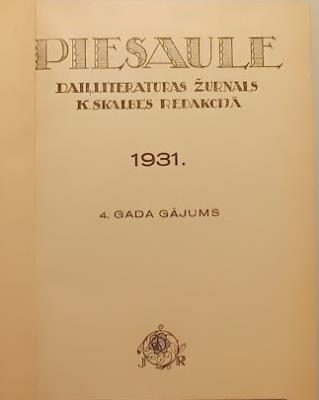 PIESAULE
DAIĻLITERATURAS ŽURNALS
K. SKALBES REDAKCIJĀ
1931.
4. GADA GĀJUMS
J R